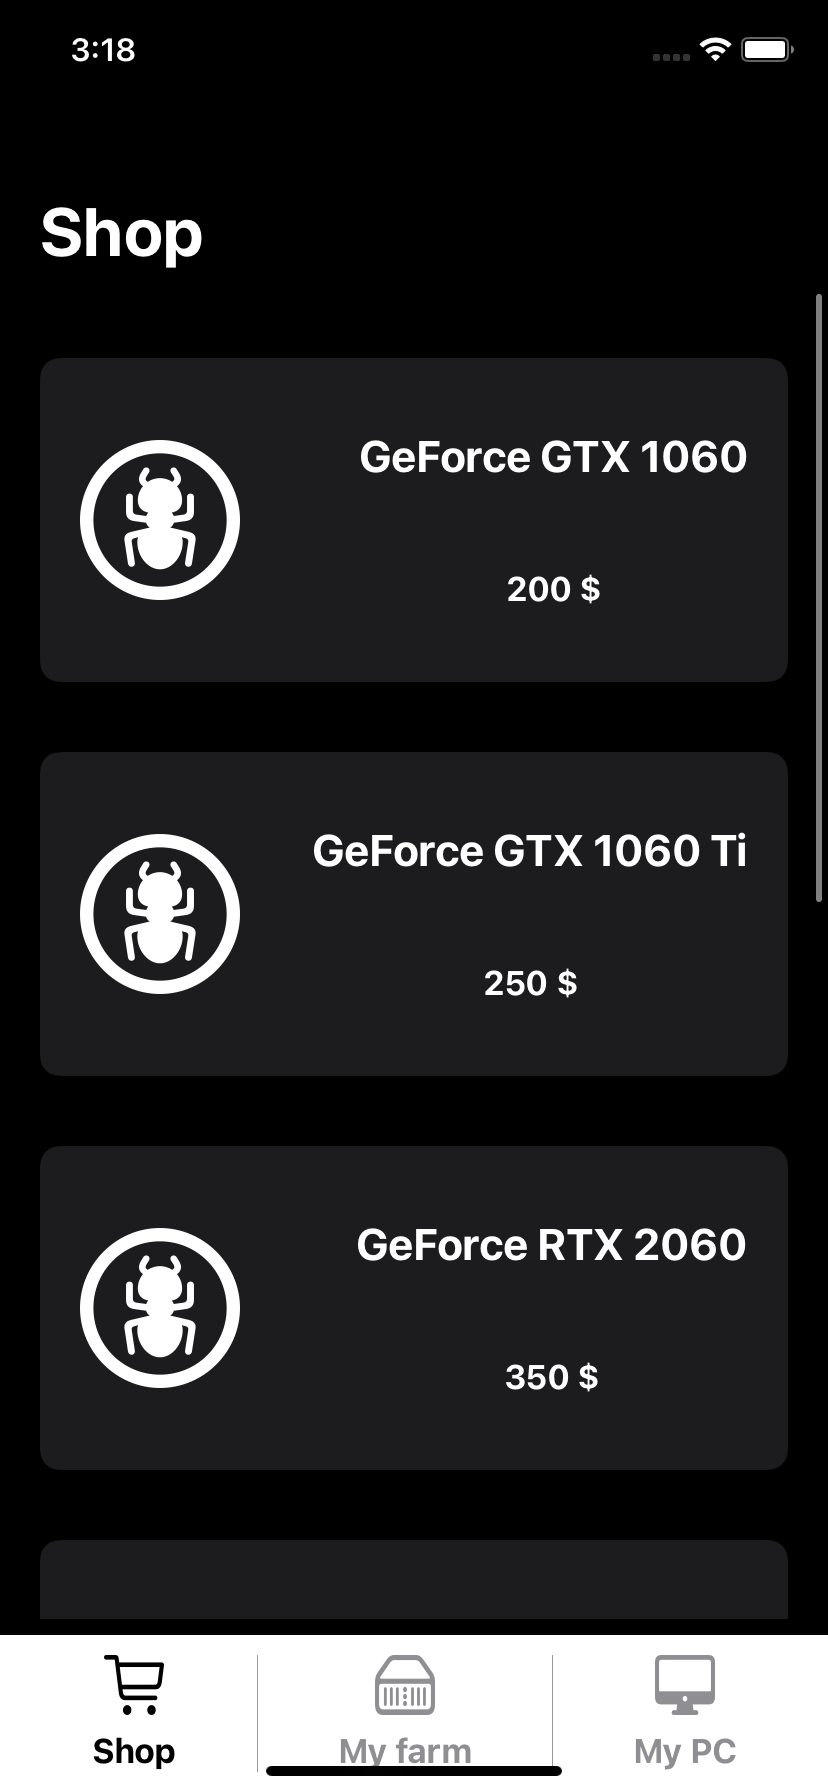 3:18
Shop
GeForce GTX 1060
200 $
GeForce GTX 1060 Ti
250 $
GeForce RTX 2060
350 $
Shop
My farm
My PC